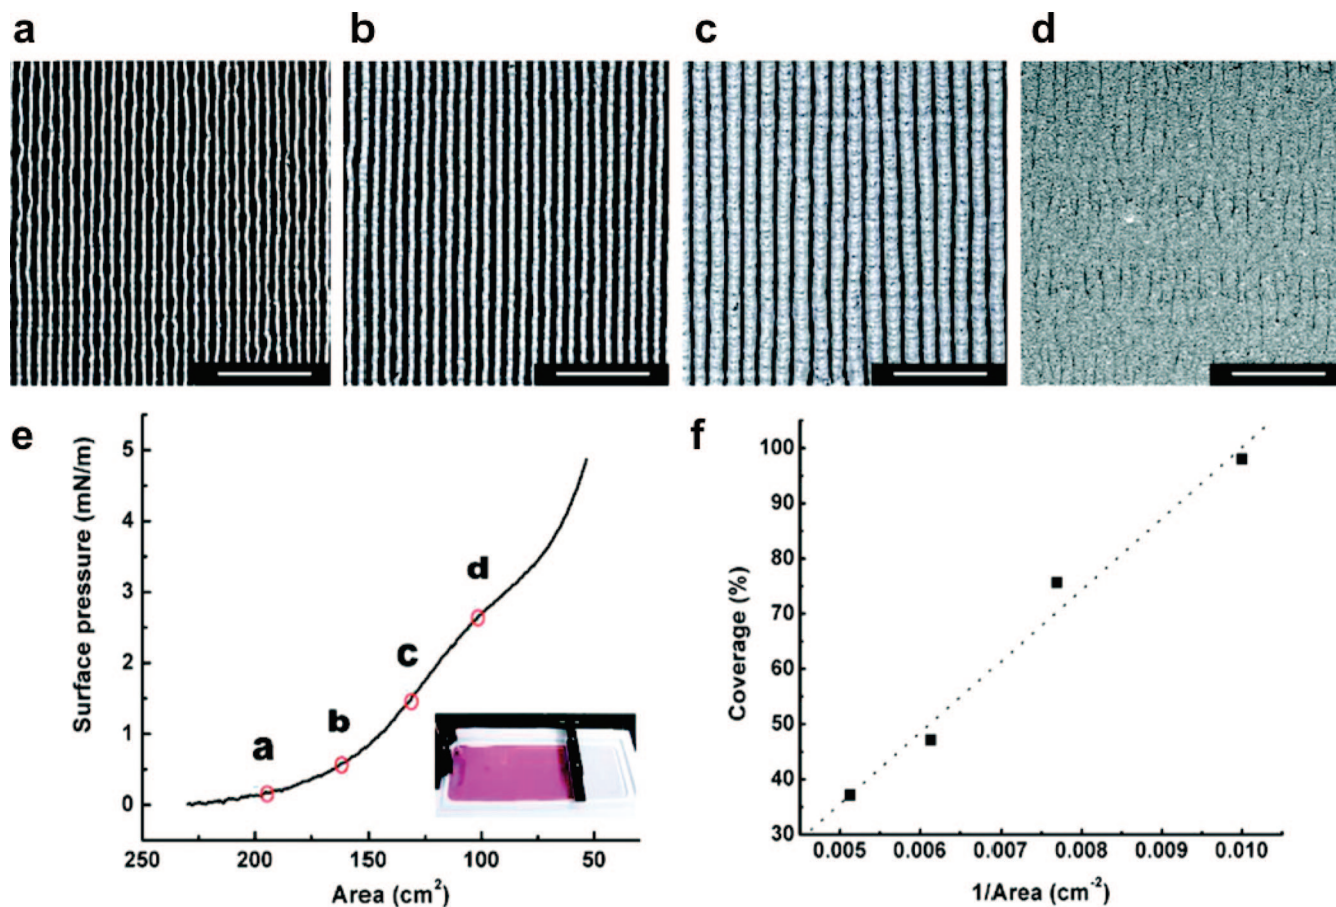 a
b
c
d
e
Surface pressure (mN/m)
5
4
3
2
1
0
a
b
c
d
250
200
150
100
50
Area (cm²)
f
Coverage (%)
100
90
80
70
60
50
40
30
0.005
0.006
0.007
0.008
0.009
0.010
1/Area (cm⁻²)